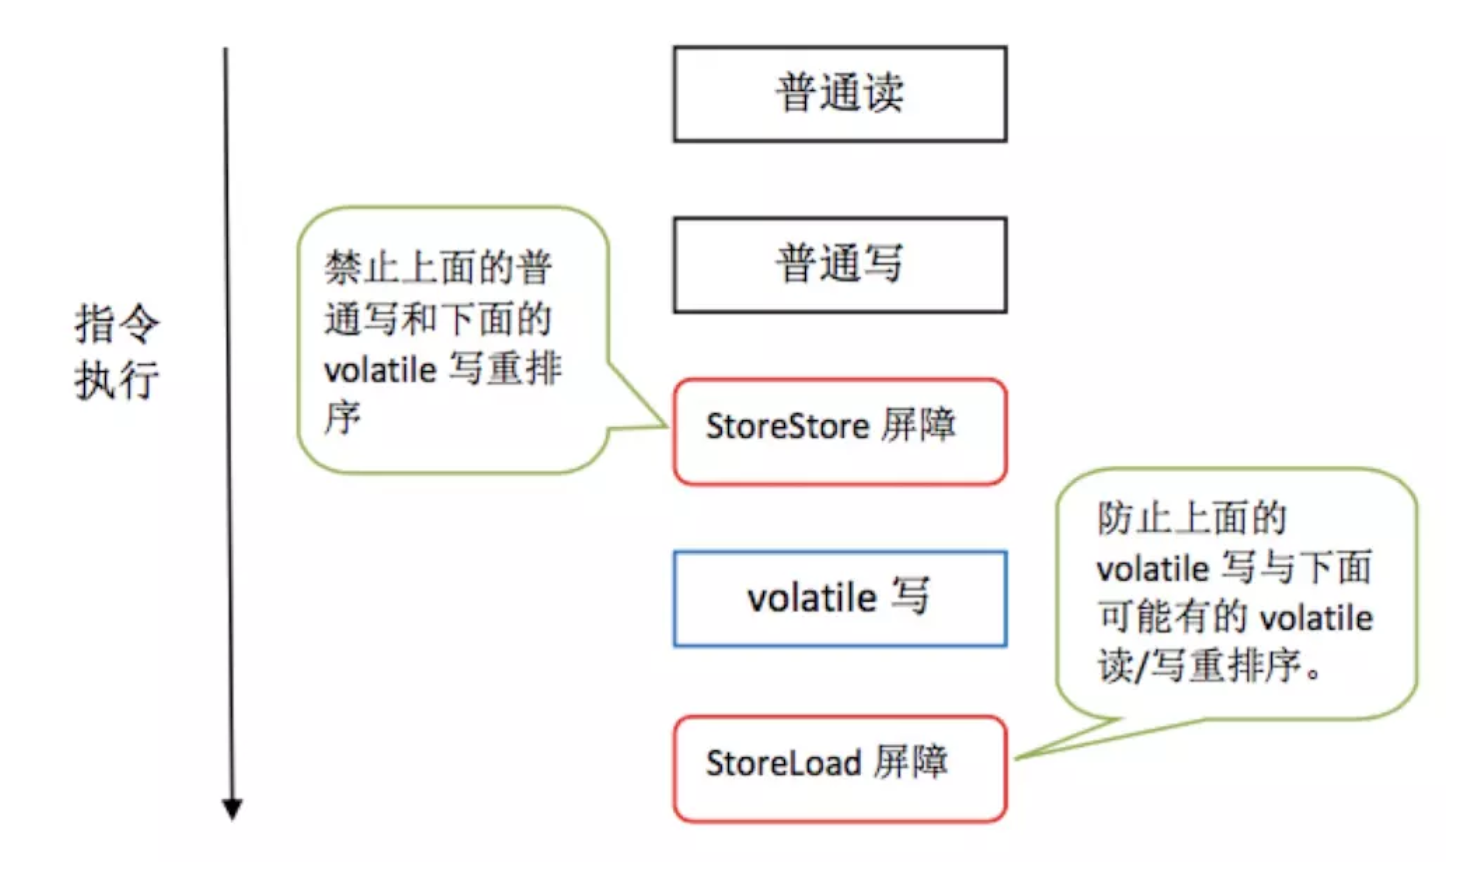 普通读
普通写
指令
执行
禁止上面的普
通写和下面的
volatile 写重排
序
StoreStore 屏障
volatile 写
防止上面的
volatile 写与下面
可能有的 volatile
读/写重排序。
StoreLoad 屏障